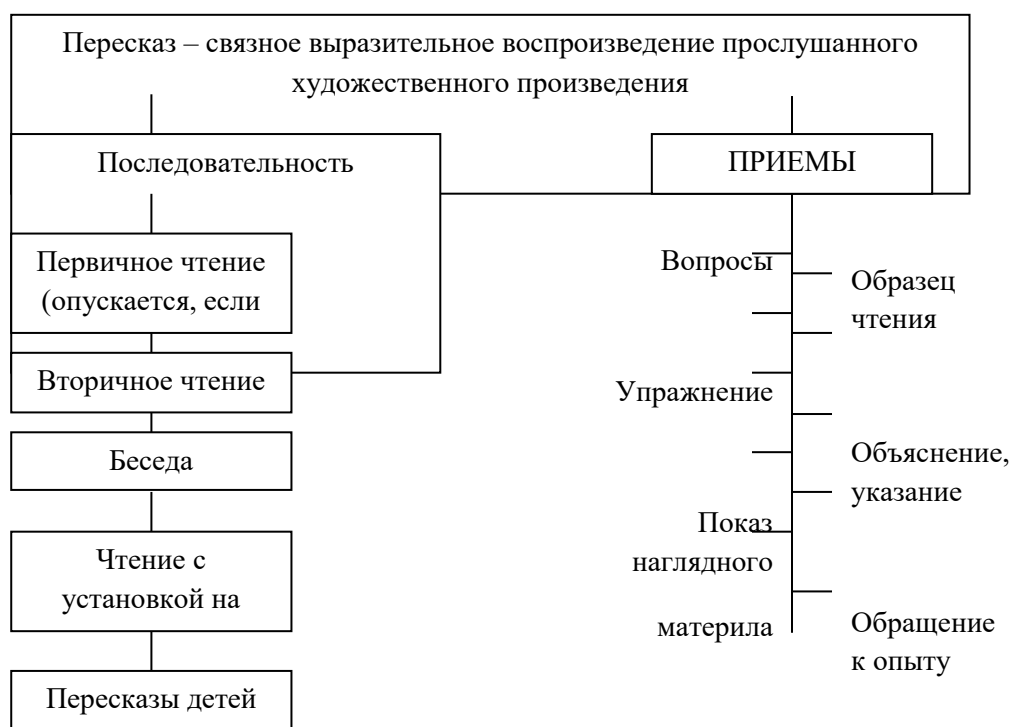 Пересказ – связное выразительное воспроизведение прослушанного
художественного произведения
Последовательность
Первичное чтение
(опускается, если
Вторичное чтение
Беседа
Чтение с
установкой на
Пересказы детей
ПРИЕМЫ
Вопросы
Образец
чтения
Упражнение
Объяснение,
указание
Показ
наглядного
материла
Обращение
к опыту